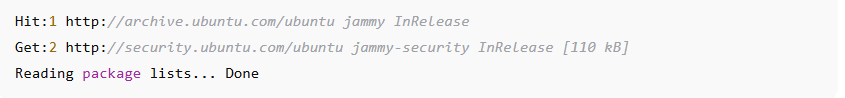 Hit:1 http://archive.ubuntu.com/ubuntu jammy InRelease
Get:2 http://security.ubuntu.com/ubuntu jammy-security InRelease [110 kB]
Reading package lists... Done